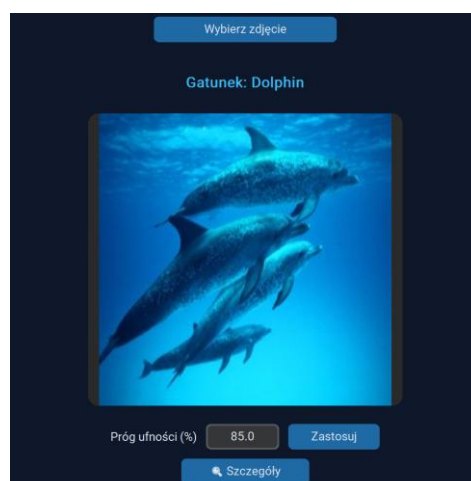 Wybierz zdjęcie
Gatunek: Dolphin
Próg ufności (%) 85.0 Zastosuj
Szczegóły